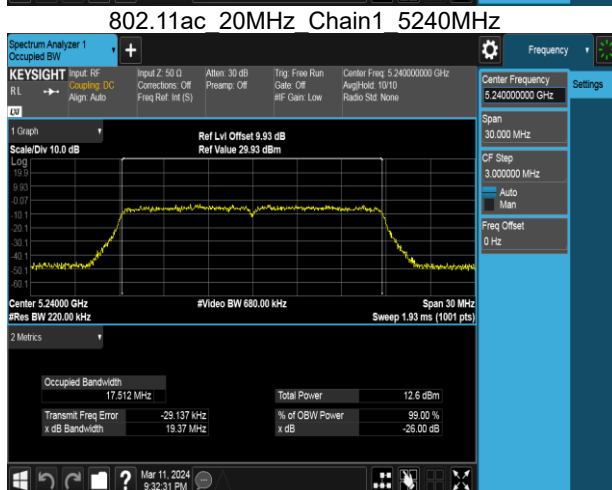 802.11ac_20MHz_Chain1_5240MHz
Spectrum Analyzer 1
Occupied BW
Frequency
KEYSIGHT
RL
LXI
Input: RF
Coupling: DC
Align: Auto
Input Z: 50 Ω
Corrections: Off
Freq Ref: Int (S)
Atten: 30 dB
Preamp: Off
Trig: Free Run
Gate: Off
#IF Gain: Low
Center Freq: 5.240000000 GHz
Avg|Hold: 10/10
Radio Std: None
Center Frequency
5.240000000 GHz
Settings
Span
30.000 MHz
CF Step
3.000000 MHz
Auto
Man
Freq Offset
0 Hz
1 Graph
Scale/Div 10.0 dB
Ref Lvl Offset 9.93 dB
Ref Value 29.93 dBm
Log
19.9
9.93
-0.07
-10.1
-20.1
-30.1
-40.1
-50.1
-60.1
Center 5.24000 GHz
#Video BW 680.00 kHz
Span 30 MHz
#Res BW 220.00 kHz
Sweep 1.93 ms (1001 pts)
2 Metrics
Occupied Bandwidth
17.512 MHz
Total Power 12.6 dBm
Transmit Freq Error -29.137 kHz
% of OBW Power 99.00 %
x dB Bandwidth 19.37 MHz
x dB -26.00 dB
?
Mar 11, 2024
9:32:31 PM